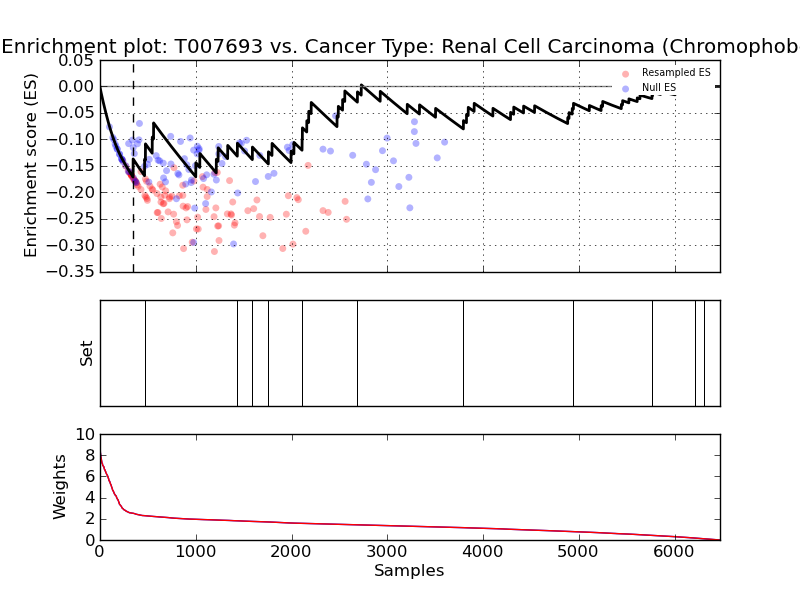 Enrichment plot: T007693 vs. Cancer Type: Renal Cell Carcinoma (Chromophob
0.05
0.00
−0.05
−0.10
−0.15
−0.20
−0.25
−0.30
−0.35
Enrichment score (ES)
Resampled ES
Null ES
Set
10
8
6
4
2
0
Weights
0 1000 2000 3000 4000 5000 6000
Samples